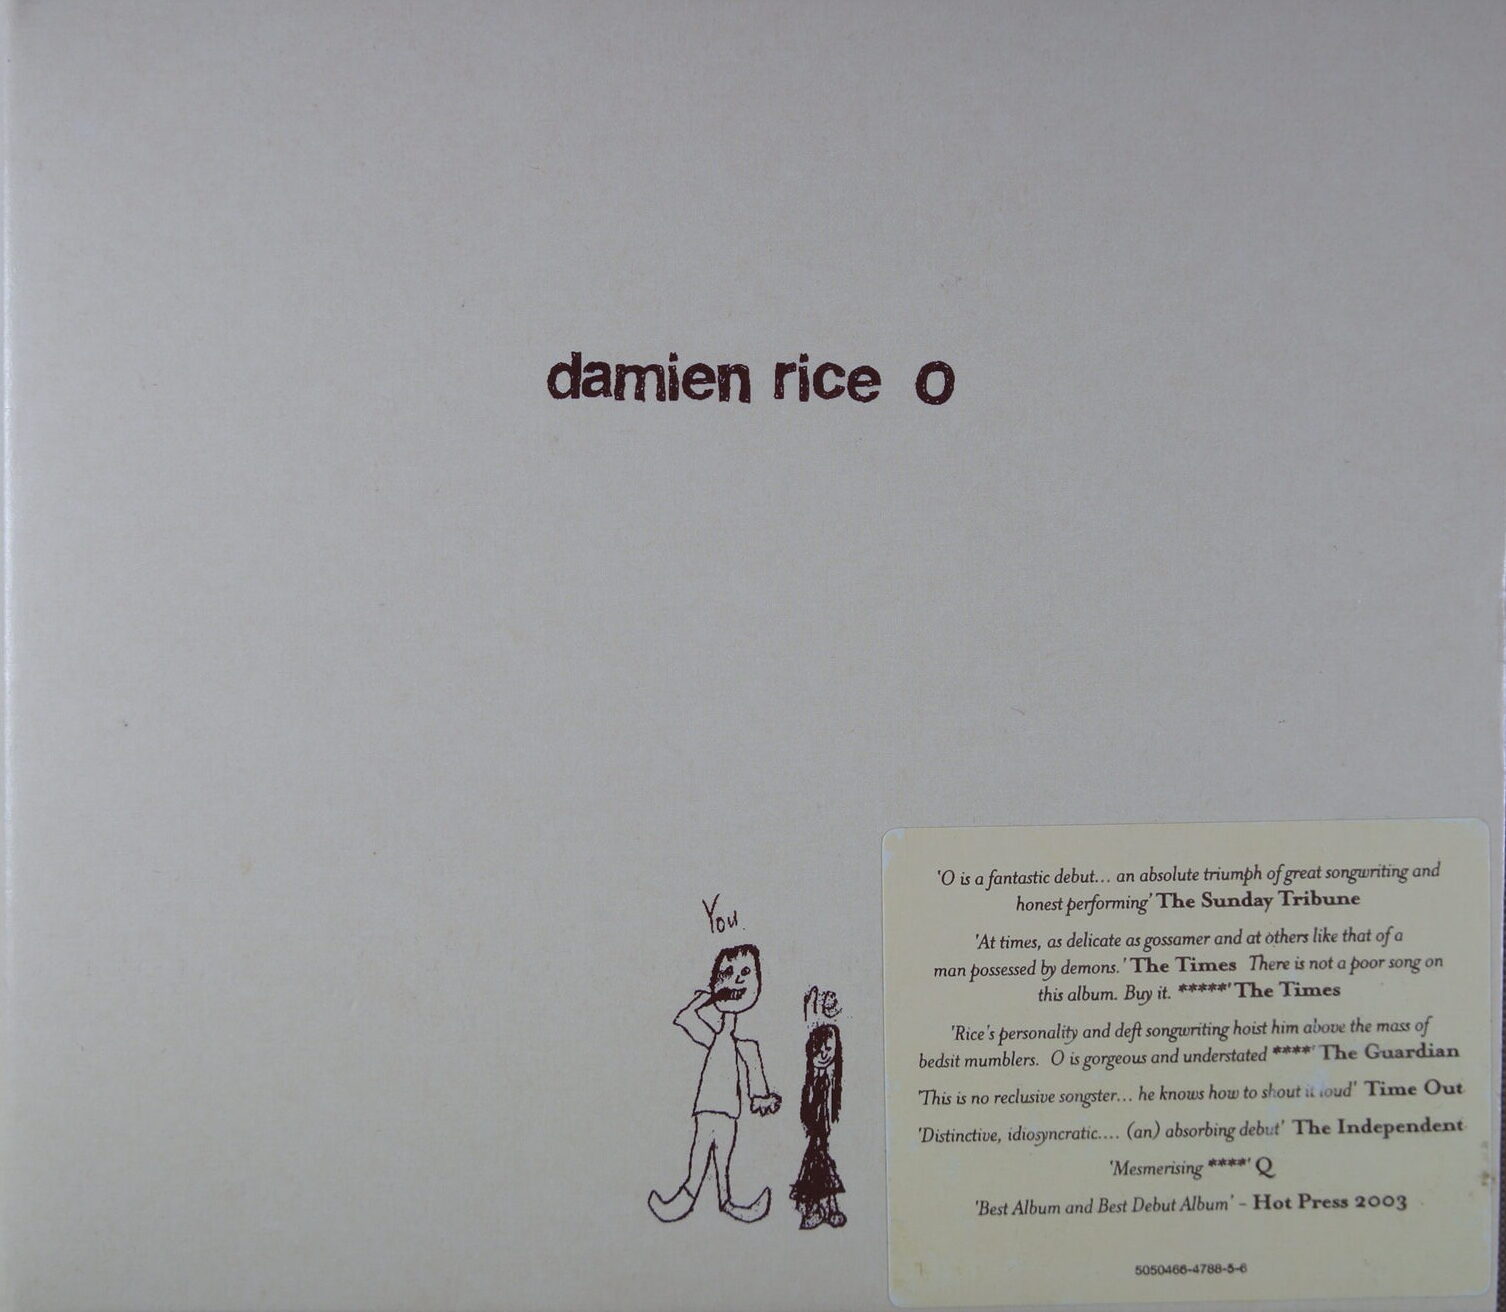 damien rice o
You
me
'O is a fantastic debut... an absolute triumph of great songwriting and
honest performing' The Sunday Tribune
'At times, as delicate as gossamer and at others like that of a
man possessed by demons.' The Times There is not a poor song on
this album. Buy it. *****' The Times
'Rice's personality and deft songwriting hoist him above the mass of
bedsit mumblers. O is gorgeous and understated ****' The Guardian
'This is no reclusive songster... he knows how to shout it loud' Time Out
'Distinctive, idiosyncratic.... (an) absorbing debut' The Independent
'Mesmerising ****' Q
'Best Album and Best Debut Album' - Hot Press 2003
5050466-4788-5-6